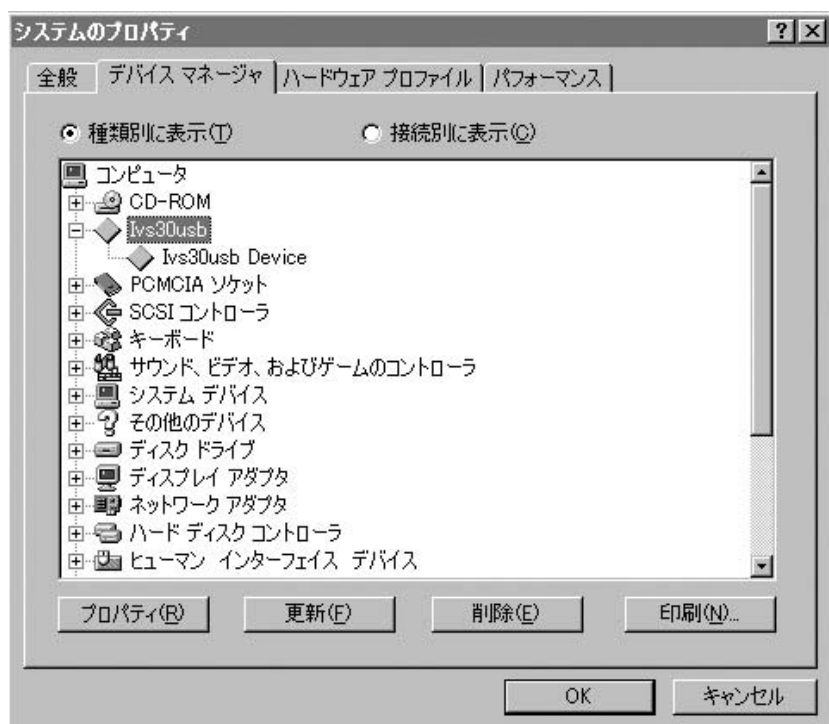 システムのプロパティ
全般 デバイス マネージャ ハードウェア プロファイル パフォーマンス
種類別に表示(T) 接続別に表示(C)
コンピュータ
CD-ROM
Ivs30usb
Ivs30usb Device
PCMCIA ソケット
SCSI コントローラ
キーボード
サウンド、ビデオ、およびゲームのコントローラ
システム デバイス
その他のデバイス
ディスク ドライブ
ディスプレイ アダプタ
ネットワーク アダプタ
ハード ディスク コントローラ
ヒューマン インターフェイス デバイス
プロパティ(R) 更新(F) 削除(E) 印刷(N)...
OK キャンセル